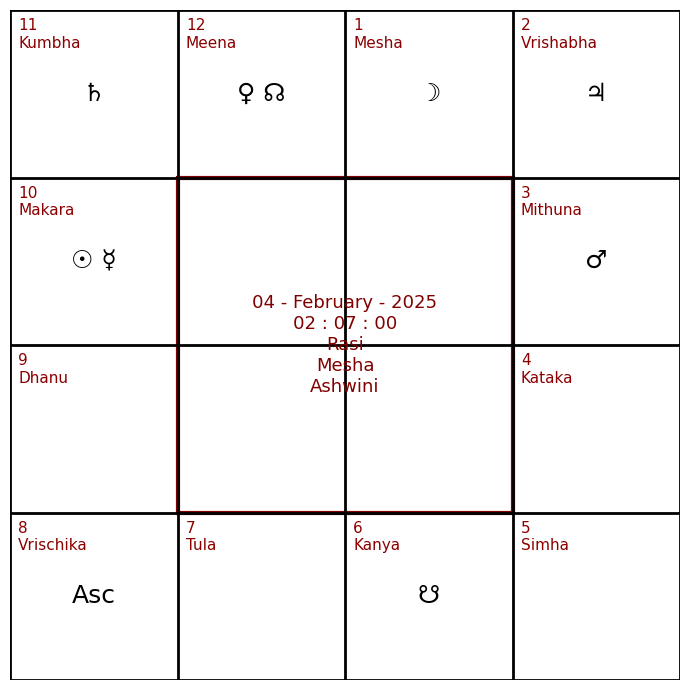 11
Kumbha
♄
12
Meena
♀ ☊
1
Mesha
☽
2
Vrishabha
♃
10
Makara
☉ ☿
3
Mithuna
♂
04 - February - 2025
02 : 07 : 00
Rasi
Mesha
Ashwini
9
Dhanu
4
Kataka
8
Vrischika
Asc
7
Tula
6
Kanya
☋
5
Simha